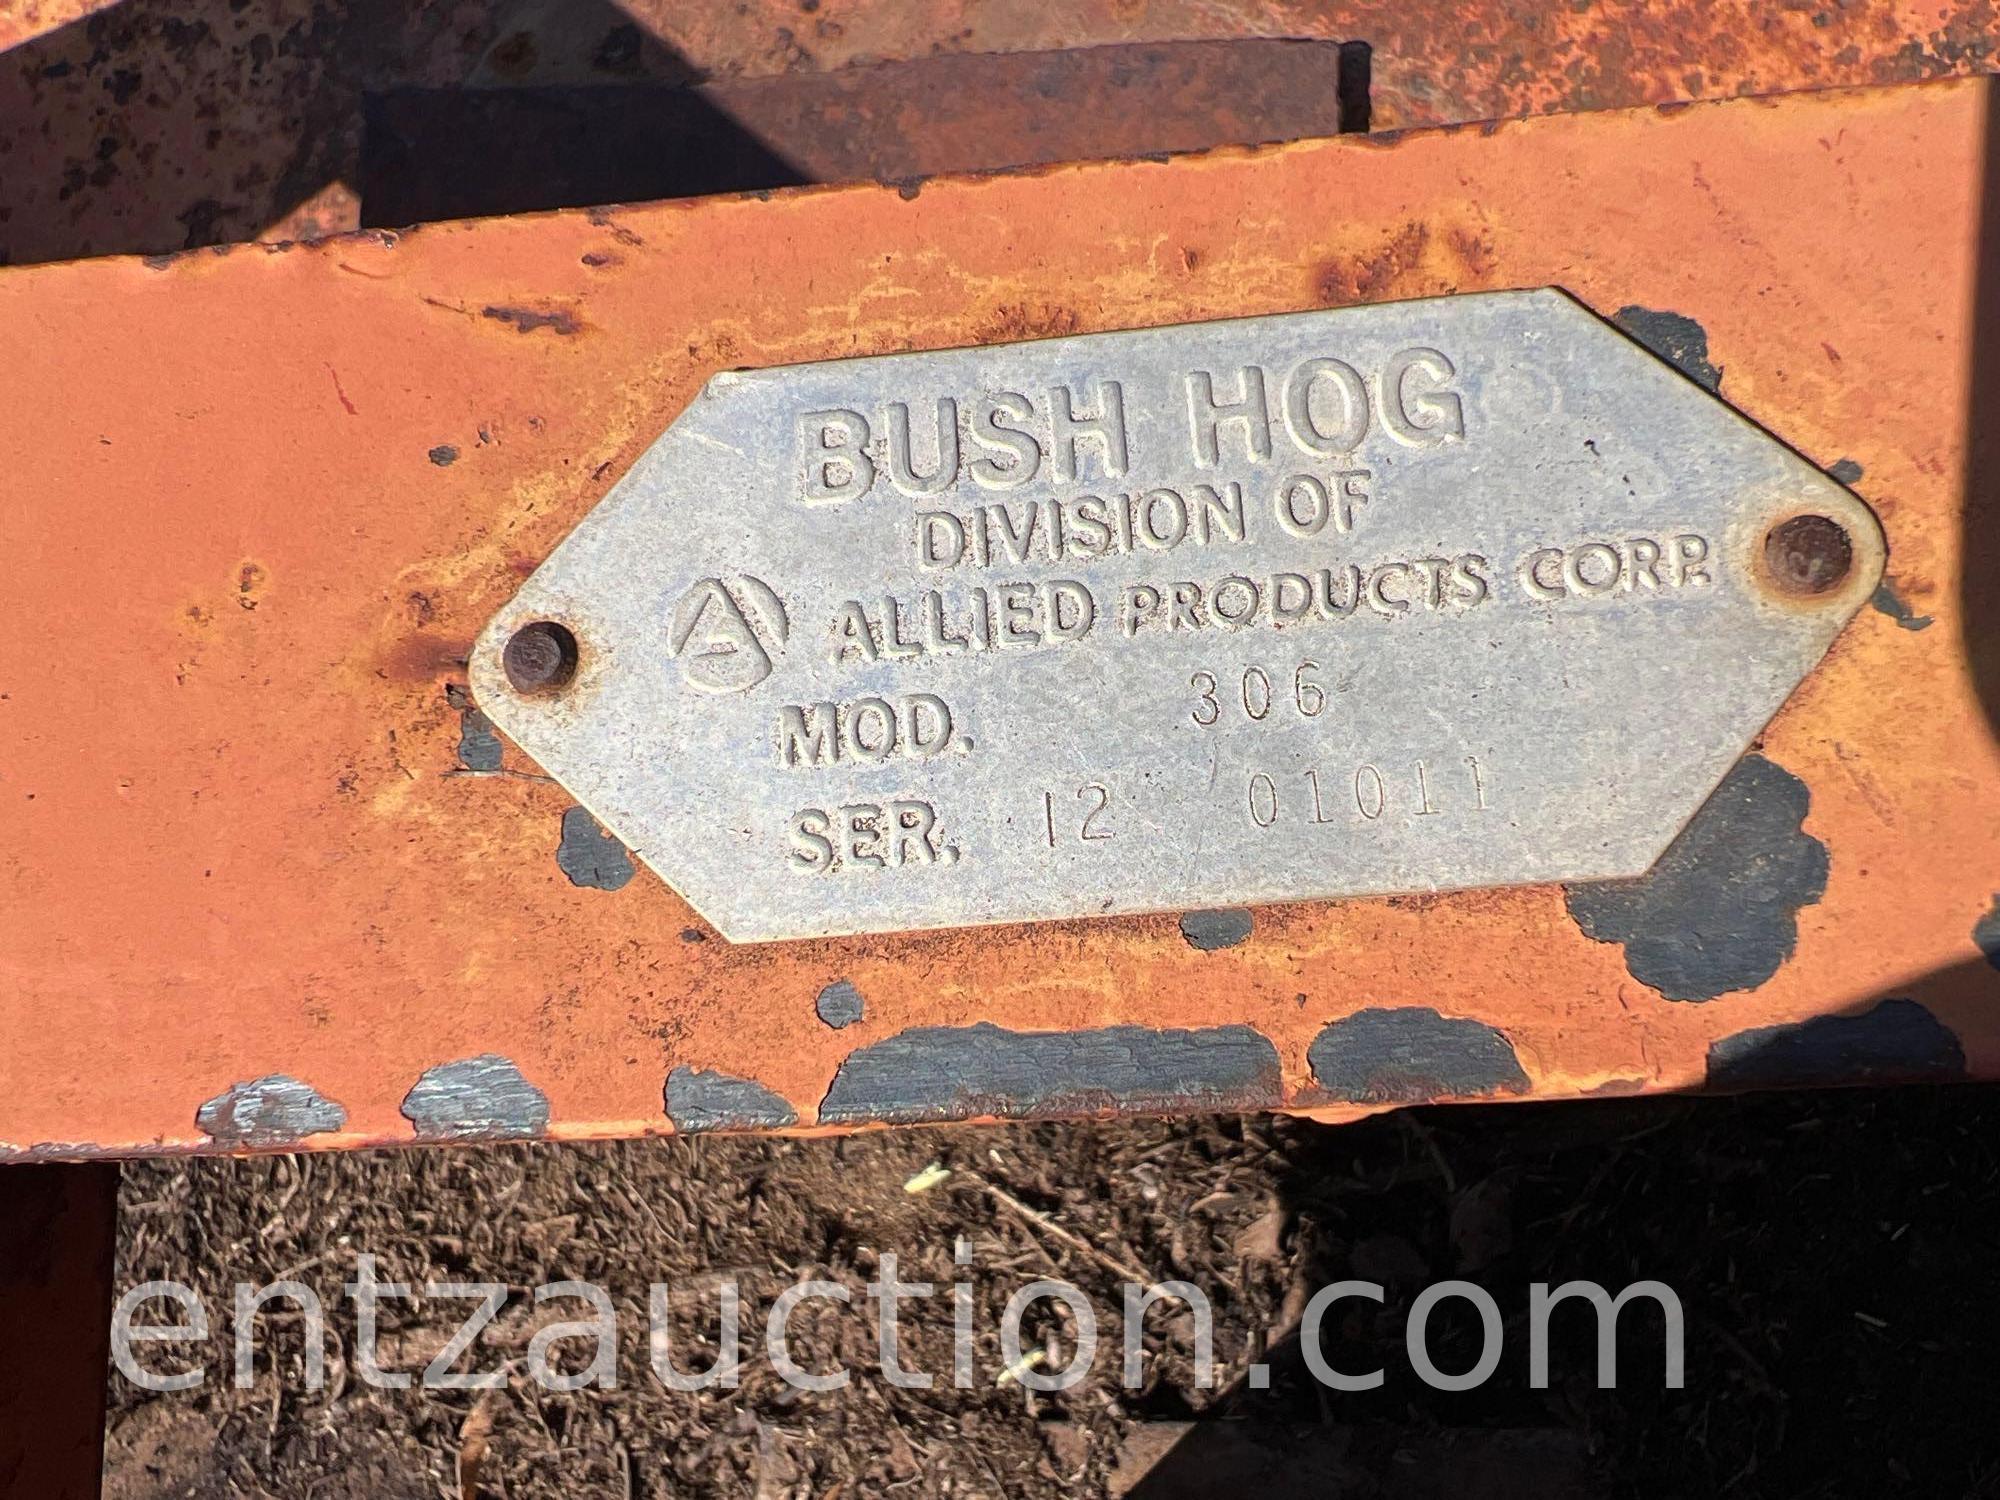 BUSH HOG
DIVISION OF
ALLIED PRODUCTS CORP.
MOD. 306
SER. 12 01011
entzauction.com